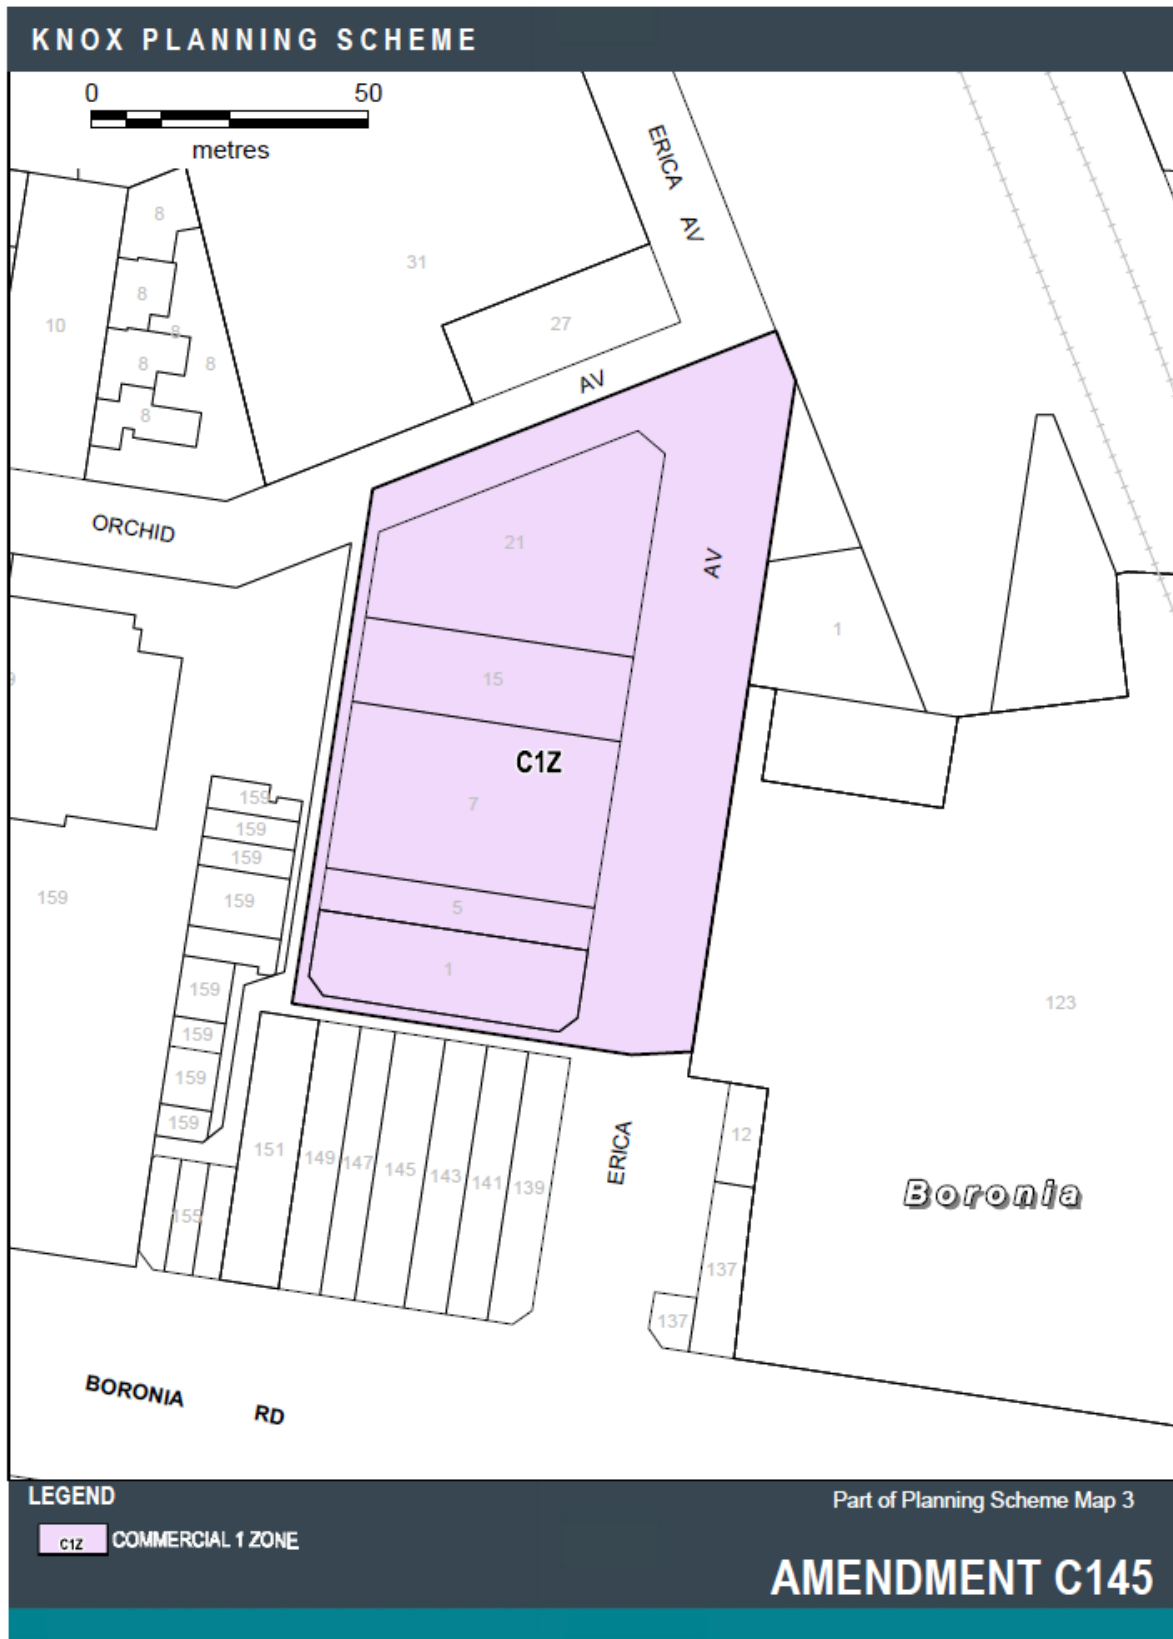 KNOX PLANNING SCHEME
0 50
metres
ERICA AV
8
31
8
10
27
8
8
8
AV
8
ORCHID
21
AV
1
15
9
C1Z
159
7
159
159
159
159
5
1
159
123
159
159
159
12
ERICA
151
149
147
145
143
141
139
Boronia
155
137
137
BORONIA RD
LEGEND
Part of Planning Scheme Map 3
C1Z COMMERCIAL 1 ZONE
AMENDMENT C145